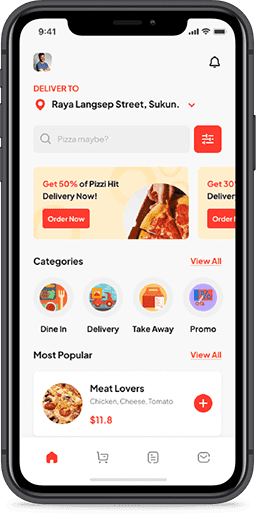 9:41
DELIVER TO
Raya Langsep Street, Sukun.
Pizza maybe?
Get 50% of Pizzi Hit
Delivery Now!
Order Now
Get 30
Delivery
Order
Categories
View All
Dine In
Delivery
Take Away
Promo
Most Popular
View All
Meat Lovers
Chicken, Cheese, Tomato
$11.8